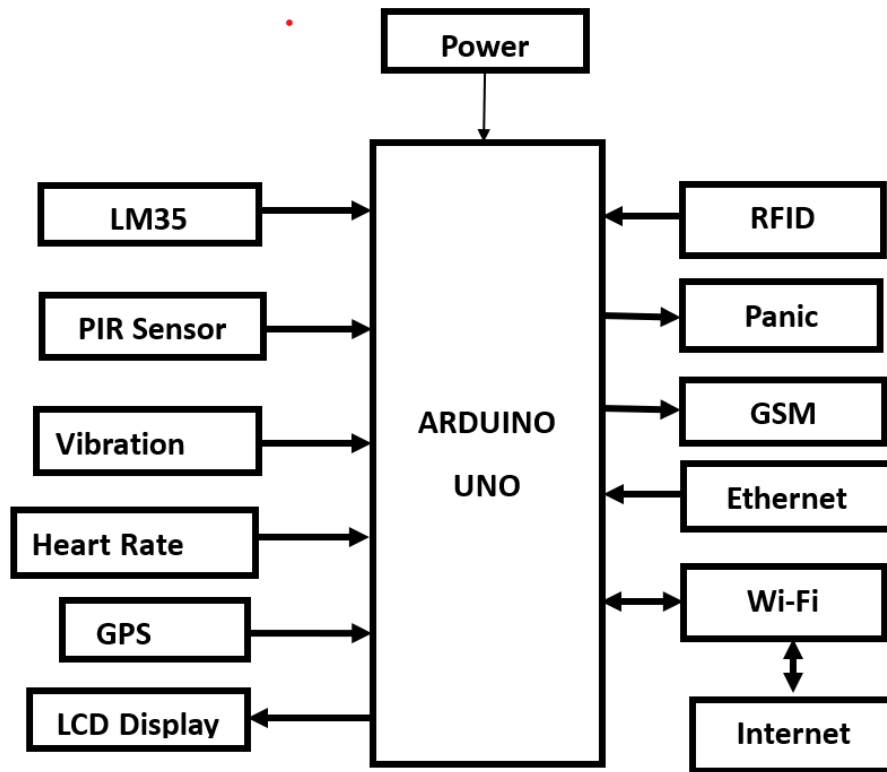 Power
LM35
RFID
PIR Sensor
Panic
GSM
ARDUINO
UNO
Vibration
Ethernet
Heart Rate
Wi-Fi
GPS
LCD Display
Internet